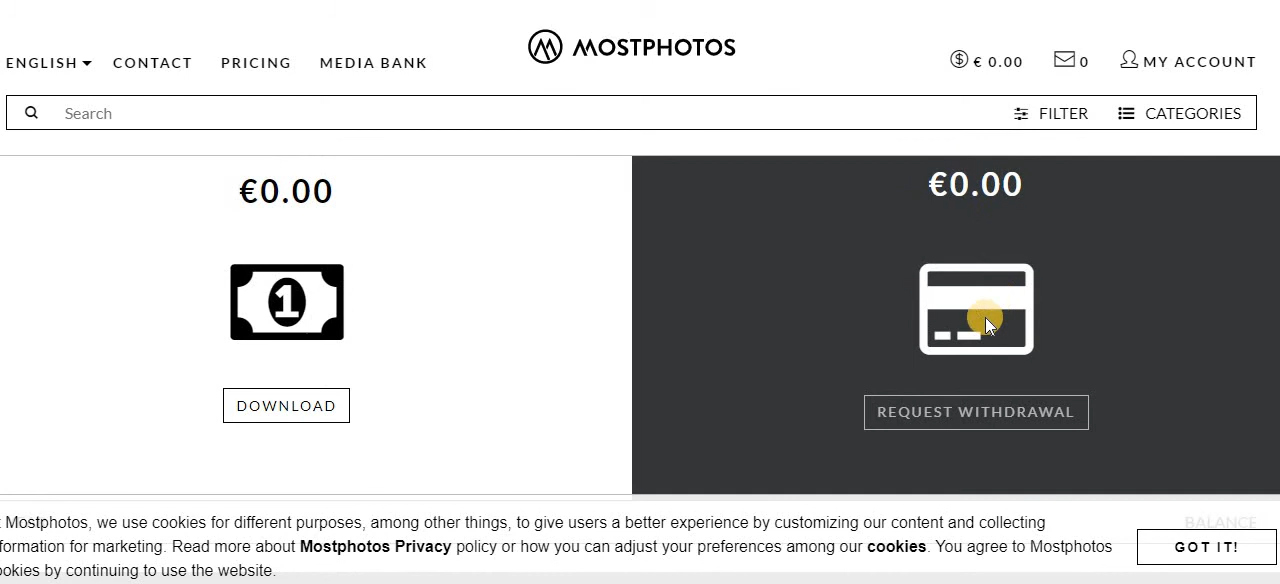 MOSTPHOTOS
ENGLISH CONTACT PRICING MEDIA BANK
€ 0.00 0 MY ACCOUNT
Search FILTER CATEGORIES
€0.00
1
DOWNLOAD
€0.00
REQUEST WITHDRAWAL
BALANCE
Mostphotos, we use cookies for different purposes, among other things, to give users a better experience by customizing our content and collecting
formation for marketing. Read more about Mostphotos Privacy policy or how you can adjust your preferences among our cookies. You agree to Mostphotos
ookies by continuing to use the website.
GOT IT!